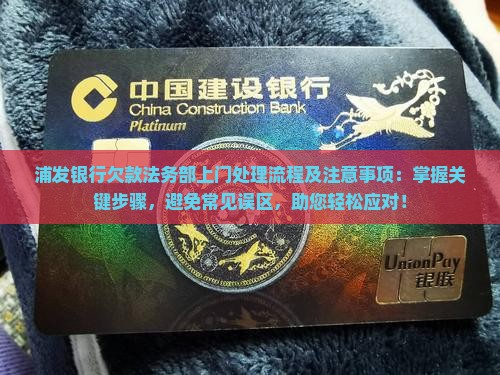 中国建设银行
China Construction Bank
Platinum
浦发银行欠款法务部上门处理流程及注意事项：掌握关
键步骤，避免常见误区，助您轻松应对！
UnionPay
银联